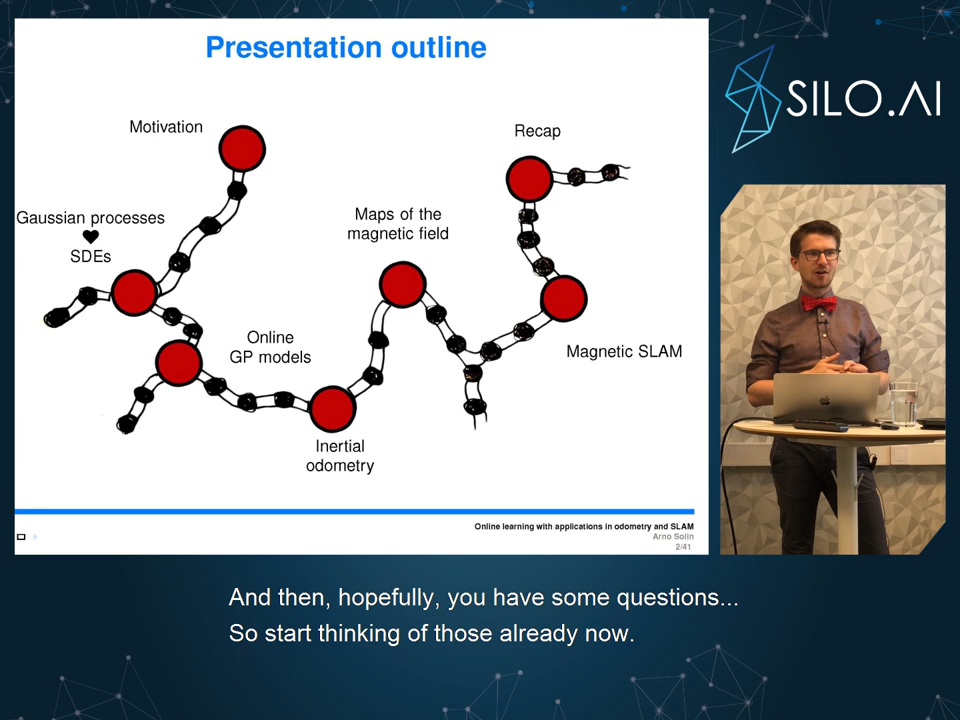 Presentation outline
SILO.AI
Motivation
Recap
Gaussian processes
♥
SDEs
Maps of the
magnetic field
Online
GP models
Magnetic SLAM
Inertial
odometry
Online learning with applications in odometry and SLAM
Arno Solin
2/41
And then, hopefully, you have some questions...
So start thinking of those already now.